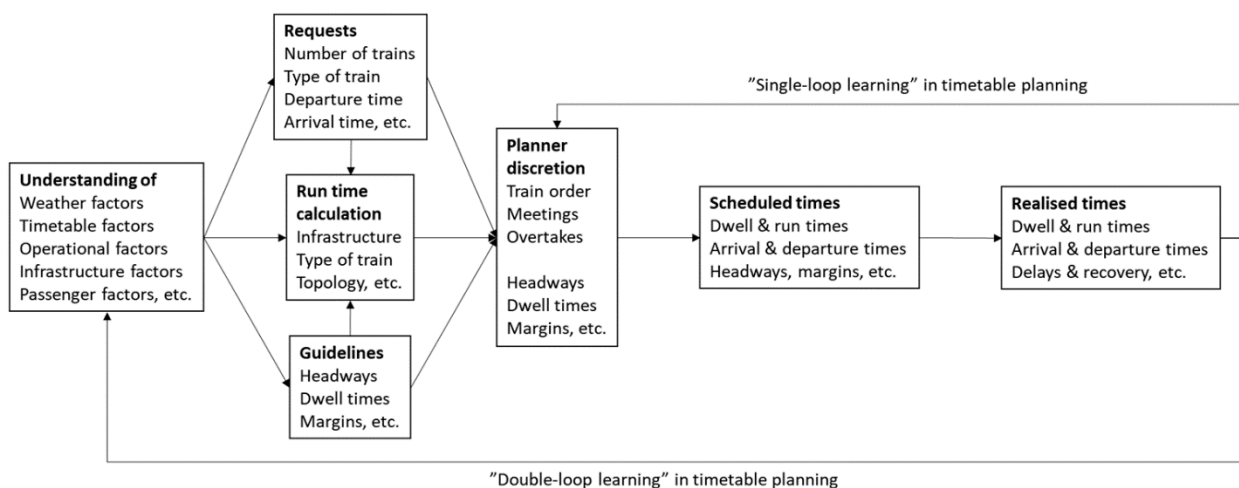 Requests
Number of trains
Type of train
Departure time
Arrival time, etc.
”Single-loop learning” in timetable planning
Understanding of
Weather factors
Timetable factors
Operational factors
Infrastructure factors
Passenger factors, etc.
Run time
calculation
Infrastructure
Type of train
Topology, etc.
Guidelines
Headways
Dwell times
Margins, etc.
Planner
discretion
Train order
Meetings
Overtakes
Headways
Dwell times
Margins, etc.
Scheduled times
Dwell & run times
Arrival & departure times
Headways, margins, etc.
Realised times
Dwell & run times
Arrival & departure times
Delays & recovery, etc.
”Double-loop learning” in timetable planning